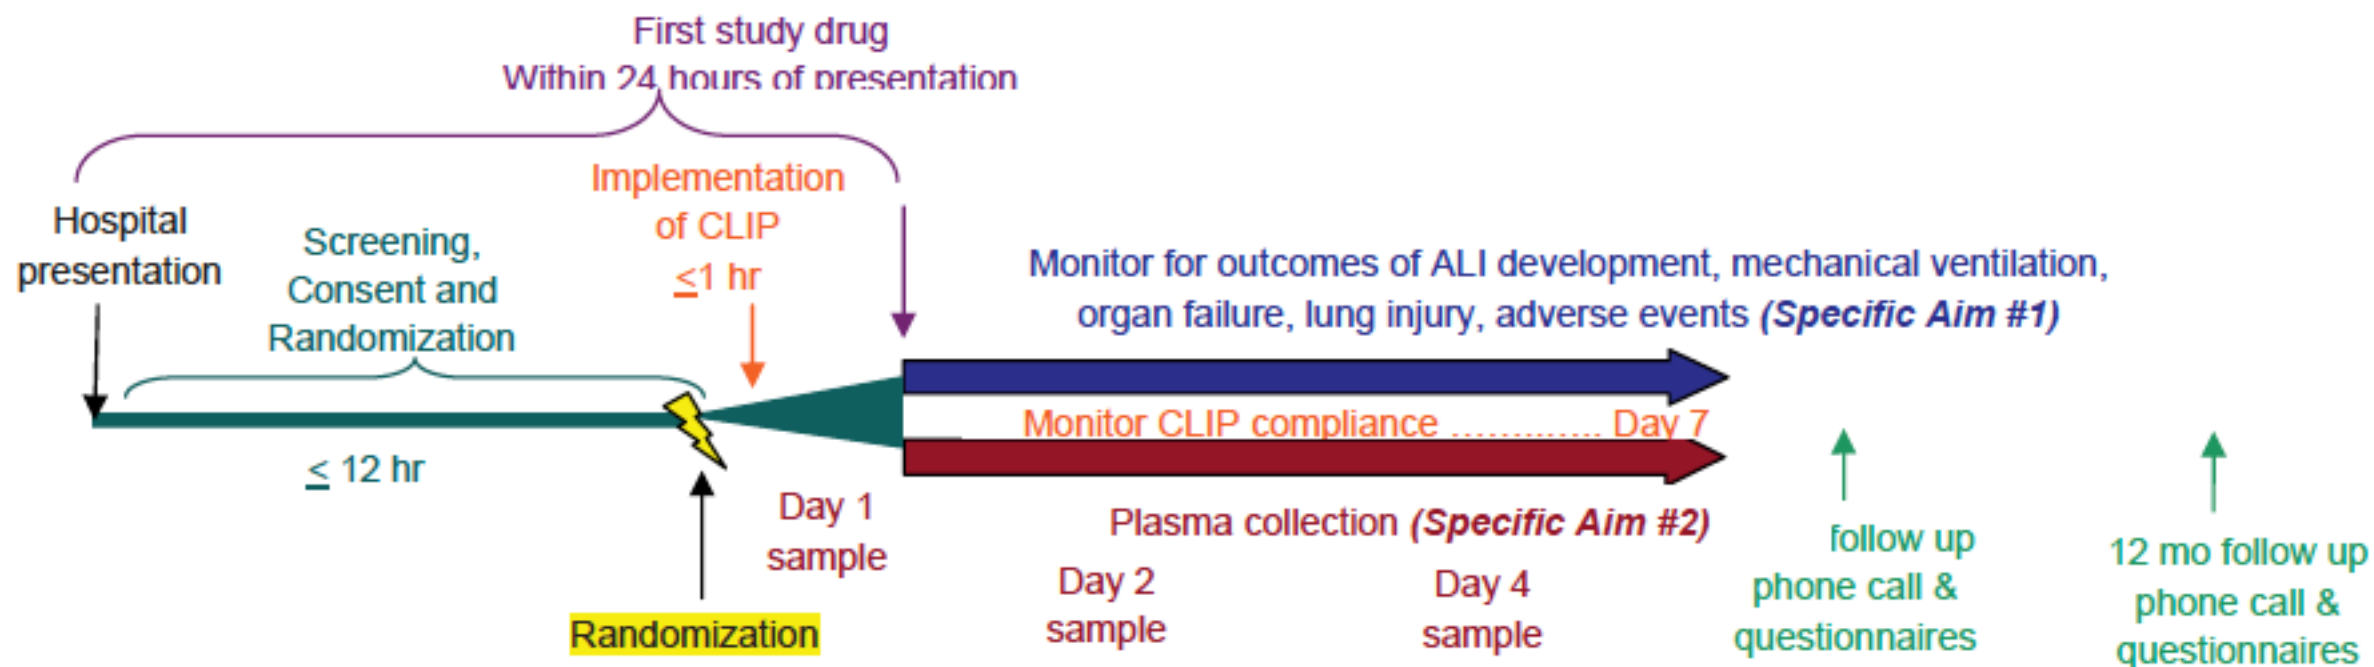 First study drug
Within 24 hours of presentation
Hospital
presentation
Screening,
Consent and
Randomization
Implementation
of CLIP
≤1 hr
Monitor for outcomes of ALI development, mechanical ventilation,
organ failure, lung injury, adverse events (Specific Aim #1)
Monitor CLIP compliance ............. Day 7
≤ 12 hr
Day 1
sample
Randomization
Plasma collection (Specific Aim #2)
Day 2
sample
Day 4
sample
follow up
phone call &
questionnaires
12 mo follow up
phone call &
questionnaires